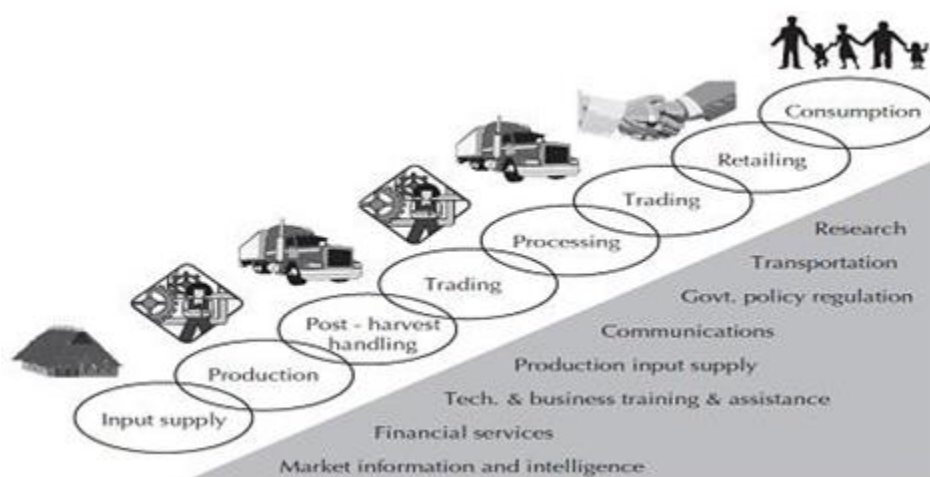 Consumption
Retailing
Trading
Processing
Trading
Post - harvest
handling
Production
Input supply
Research
Transportation
Govt. policy regulation
Communications
Production input supply
Tech. & business training & assistance
Financial services
Market information and intelligence